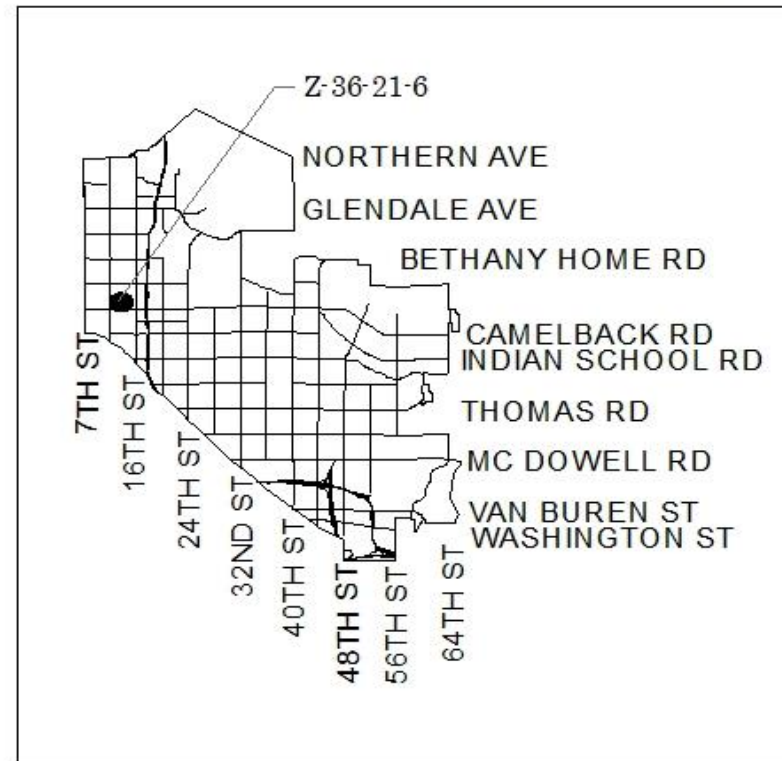 Z-36-21-6
NORTHERN AVE
GLENDALE AVE
BETHANY HOME RD
CAMELBACK RD
INDIAN SCHOOL RD
THOMAS RD
MC DOWELL RD
VAN BUREN ST
WASHINGTON ST
7TH ST
16TH ST
24TH ST
32ND ST
40TH ST
48TH ST
56TH ST
64TH ST